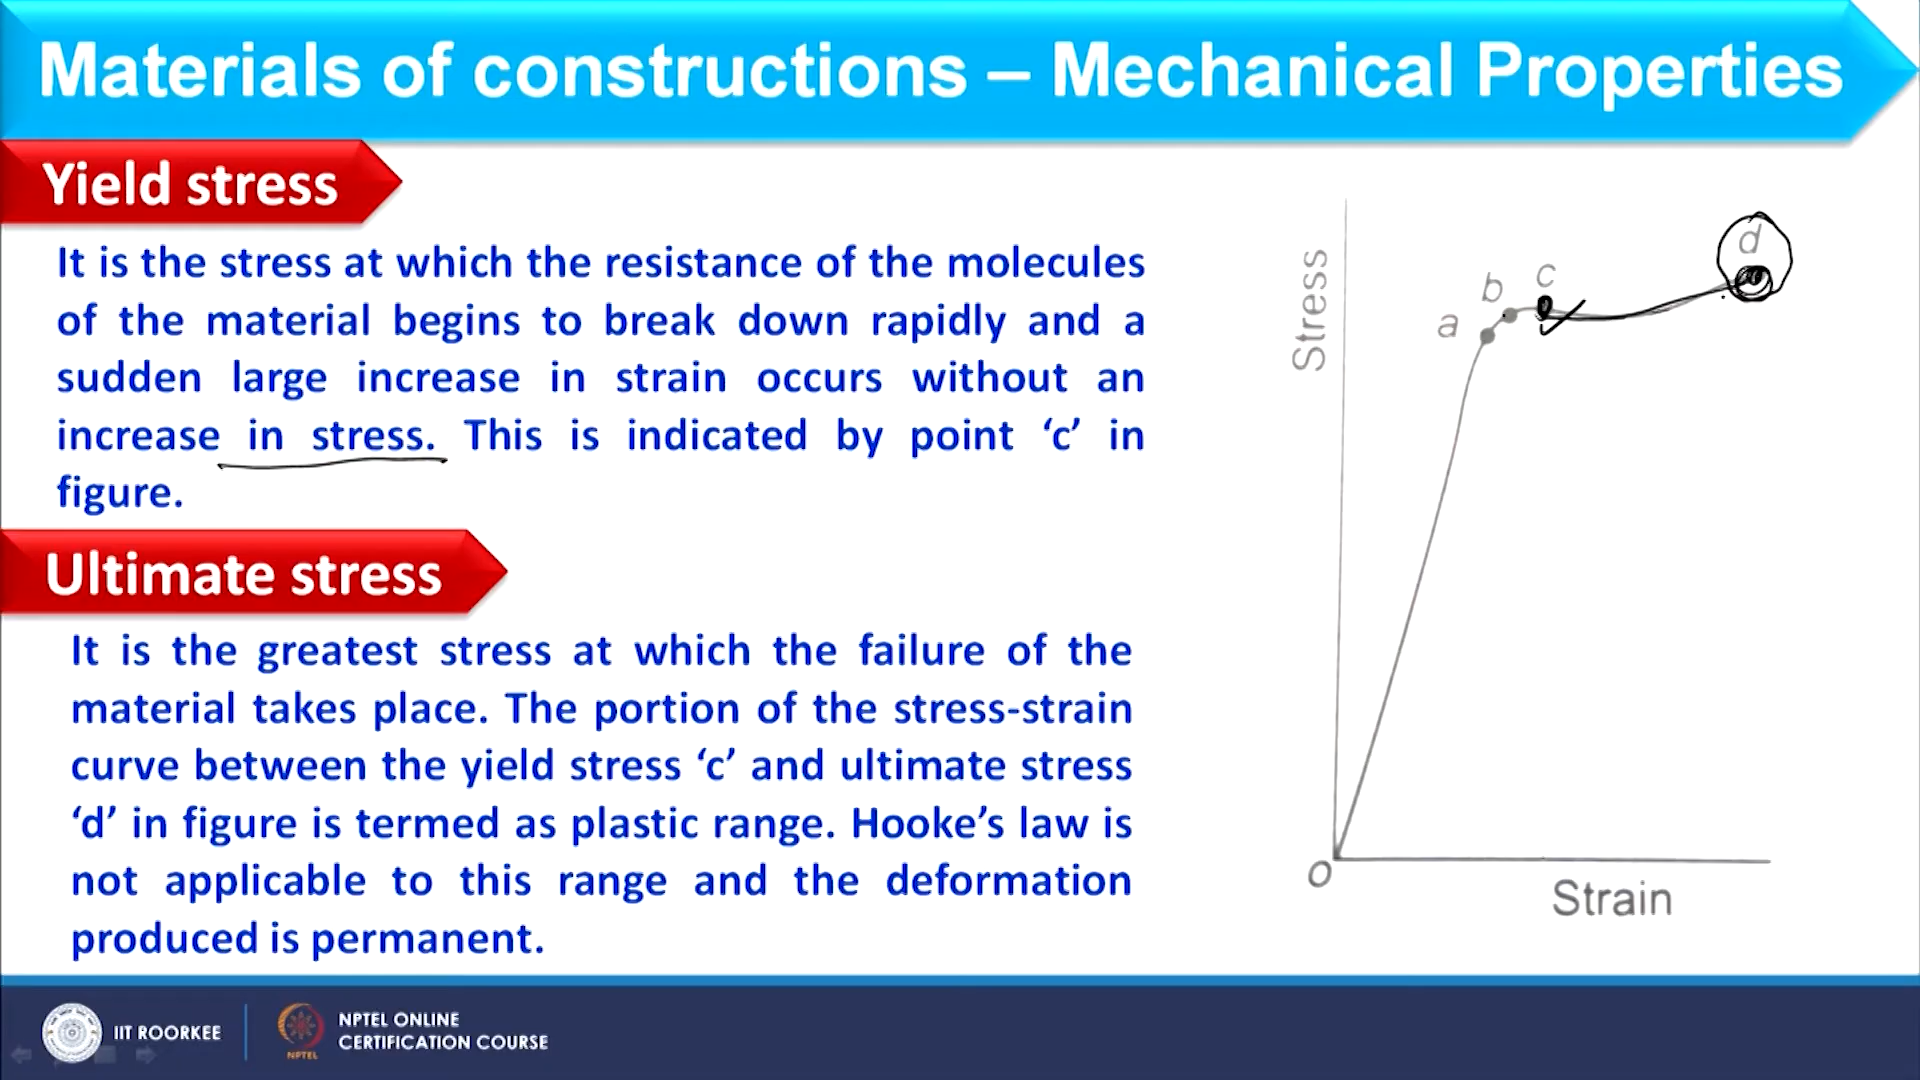 Materials of constructions – Mechanical Properties
Yield stress
It is the stress at which the resistance of the molecules
of the material begins to break down rapidly and a
sudden large increase in strain occurs without an
increase in stress. This is indicated by point ‘c’ in
figure.
Ultimate stress
It is the greatest stress at which the failure of the
material takes place. The portion of the stress-strain
curve between the yield stress ‘c’ and ultimate stress
‘d’ in figure is termed as plastic range. Hooke’s law is
not applicable to this range and the deformation
produced is permanent.
Stress
a
b
c
d
o
Strain
IIT ROORKEE
NPTEL
NPTEL ONLINE
CERTIFICATION COURSE